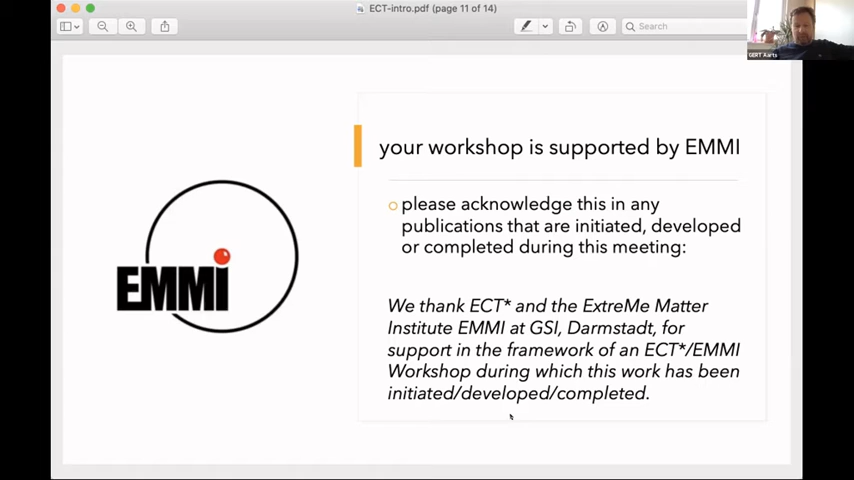 ECT-intro.pdf (page 11 of 14)
Search
GERT Aarts
your workshop is supported by EMMI
please acknowledge this in any
publications that are initiated, developed
or completed during this meeting:
EMMi
We thank ECT* and the ExtreMe Matter
Institute EMMI at GSI, Darmstadt, for
support in the framework of an ECT*/EMMI
Workshop during which this work has been
initiated/developed/completed.